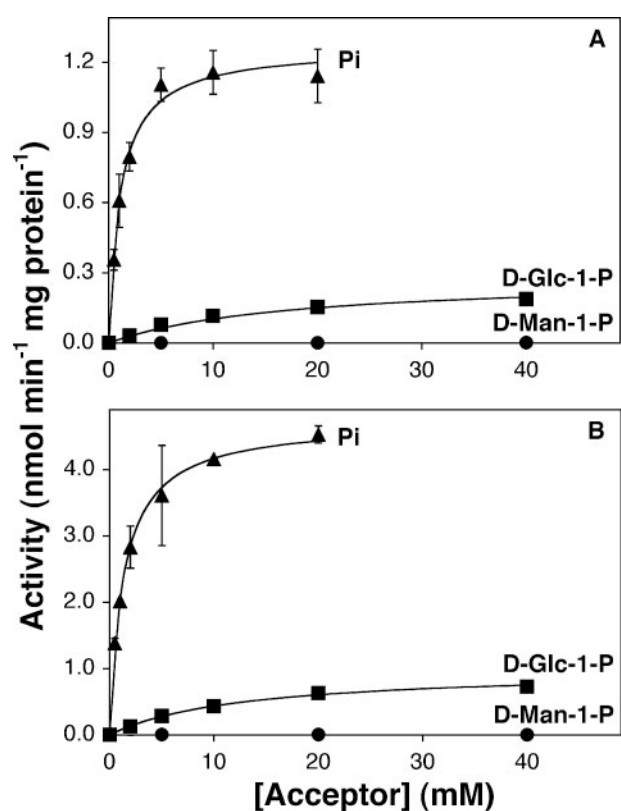 A
Pi
1.2
0.9
0.6
0.3
0.0
D-Glc-1-P
D-Man-1-P
0 10 20 30 40
B
Pi
4.0
3.0
2.0
1.0
0.0
D-Glc-1-P
D-Man-1-P
0 10 20 30 40
[Acceptor] (mM)
Activity (nmol min⁻¹ mg protein⁻¹)